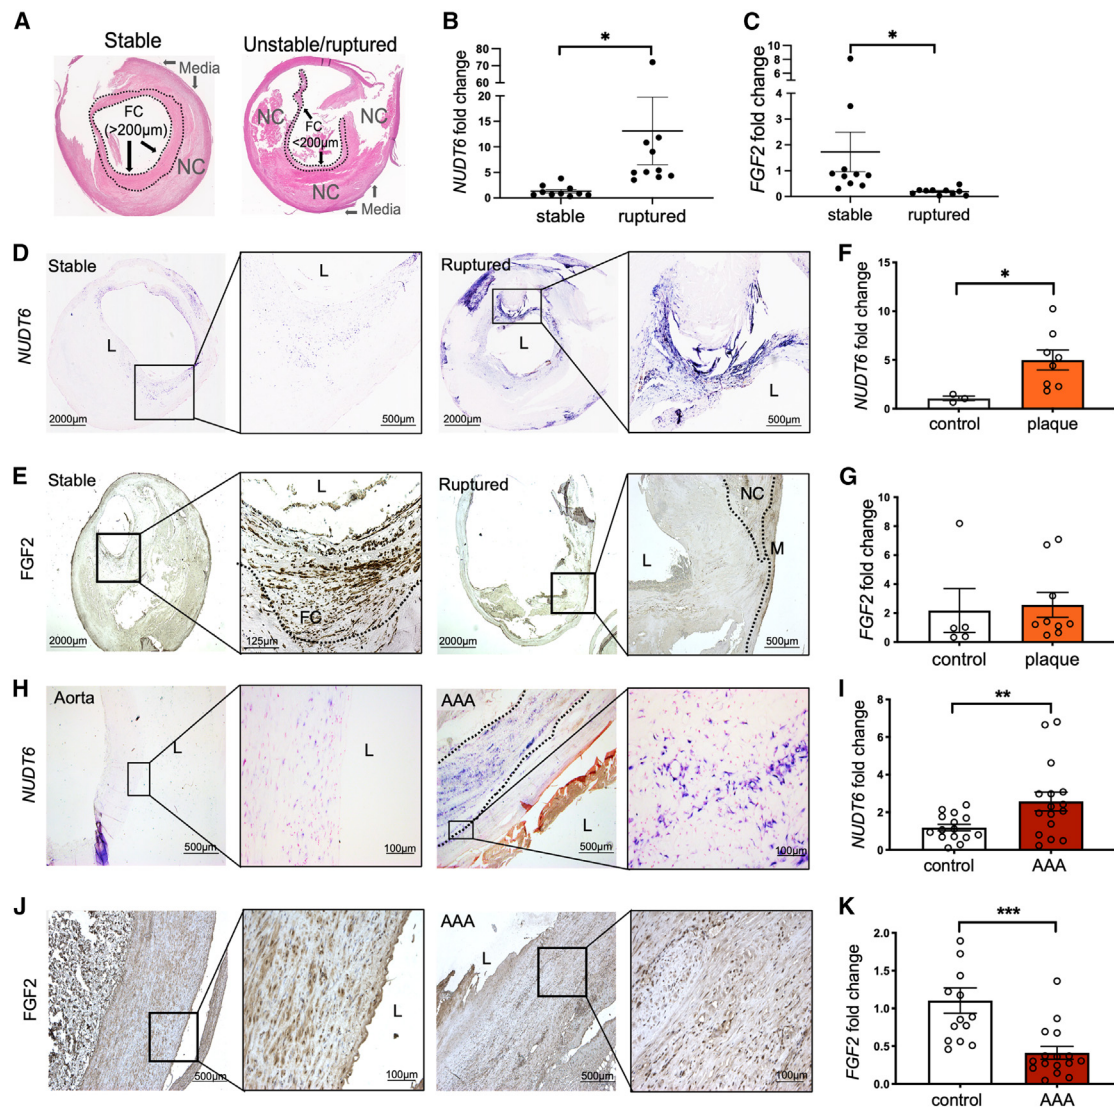 A
Stable
Unstable/ruptured
Media
FC
(>200µm)
NC
NC
NC
FC
<200µm
NC
Media
B
NUDT6 fold change
80
70
60
20
15
10
5
0
*
stable
ruptured
C
FGF2 fold change
10
8
6
4
2
0
*
stable
ruptured
D
NUDT6
Stable
L
2000µm
L
500µm
Ruptured
L
2000µm
L
500µm
E
FGF2
Stable
2000µm
L
FC
125µm
Ruptured
2000µm
NC
L
M
500µm
F
NUDT6 fold change
15
10
5
0
*
control
plaque
G
FGF2 fold change
10
8
6
4
2
0
control
plaque
H
NUDT6
Aorta
L
500µm
L
100µm
AAA
L
500µm
100µm
I
NUDT6 fold change
8
6
4
2
0
**
control
AAA
J
FGF2
500µm
L
100µm
AAA
L
500µm
100µm
K
FGF2 fold change
2.0
1.5
1.0
0.5
0.0
***
control
AAA